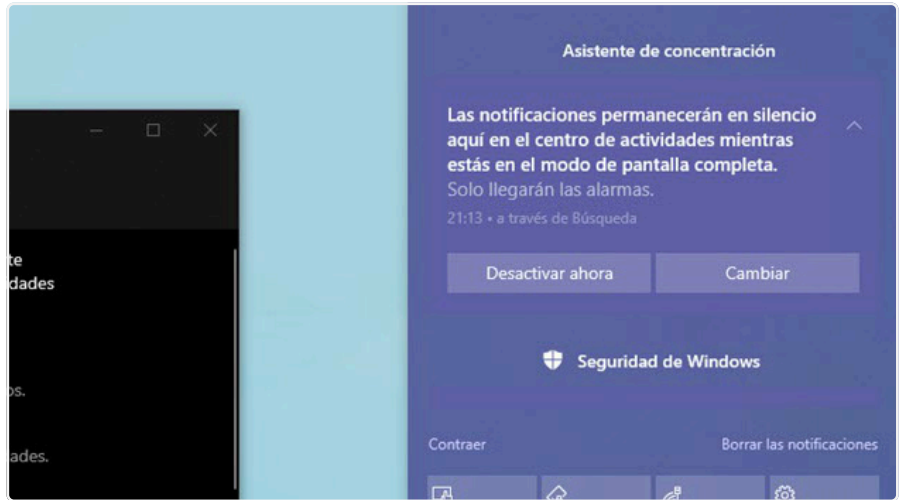 Asistente de concentración
Las notificaciones permanecerán en silencio
aquí en el centro de actividades mientras
estás en el modo de pantalla completa.
Solo llegarán las alarmas.
21:13 • a través de Búsqueda
Desactivar ahora
Cambiar
Seguridad de Windows
Contraer
Borrar las notificaciones
te
dades
os.
ades.